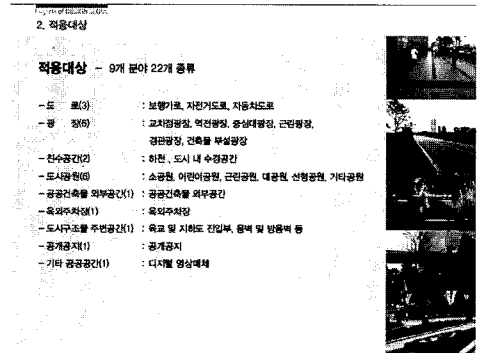 2. 적용대상
적용대상 - 9개 분야 22개 종류
- 도 로(3) : 보행가로, 자전거도로, 자동차도로
- 광 장(6) : 교차점광장, 역전광장, 중심대광장, 근린광장,
경관광장, 건축물 부설광장
- 친수공간(2) : 하천, 도시 내 수경공간
- 도시공원(6) : 소공원, 어린이공원, 근린공원, 대공원, 선형공원, 기타공원
- 공공건축물 외부공간(1) : 공공건축물 외부공간
- 옥외주차장(1) : 옥외주차장
- 도시구조물 주변공간(1) : 육교 및 지하도 진입부, 옹벽 및 방음벽 등
- 공개공지(1) : 공개공지
- 기타 공공공간(1) : 디지털 영상매체